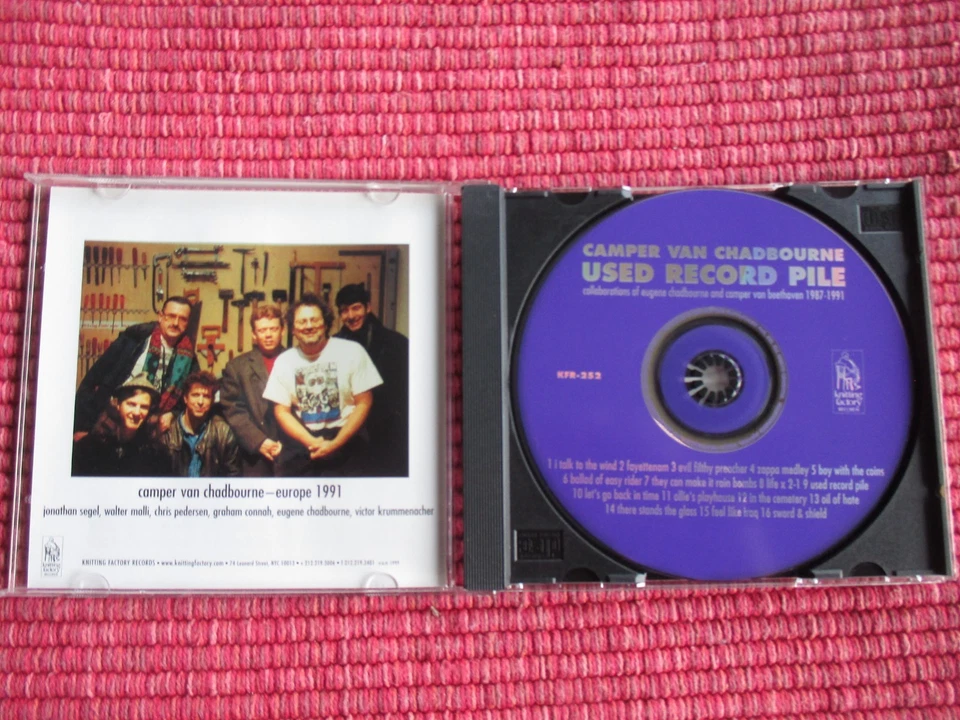 camper van chadbourne—europe 1991
jonathan segel, walter malli, chris pedersen, graham connah, eugene chadbourne, victor krummenacher
KNITTING FACTORY RECORDS • www.knittingfactory.com • 74 Leonard Street, NYC 10013 •
CAMPER VAN CHADBOURNE
USED RECORD PILE
collaborations of eugene chadbourne and camper van beethoven 1987-1991
KFR-252
knitting
factory
RECORDS
1 i talk to the wind 2 fayettenam 3 evil filthy preacher 4 zappa medley 5 boy with the coins
6 ballad of easy rider 7 they can make it rain bombs 8 life x 2-1 9 used record pile
10 let's go back in time 11 ollie's playhouse 12 in the cemetery 13 oil of hate
14 there stands the glass 15 feel like iraq 16 sword & shield